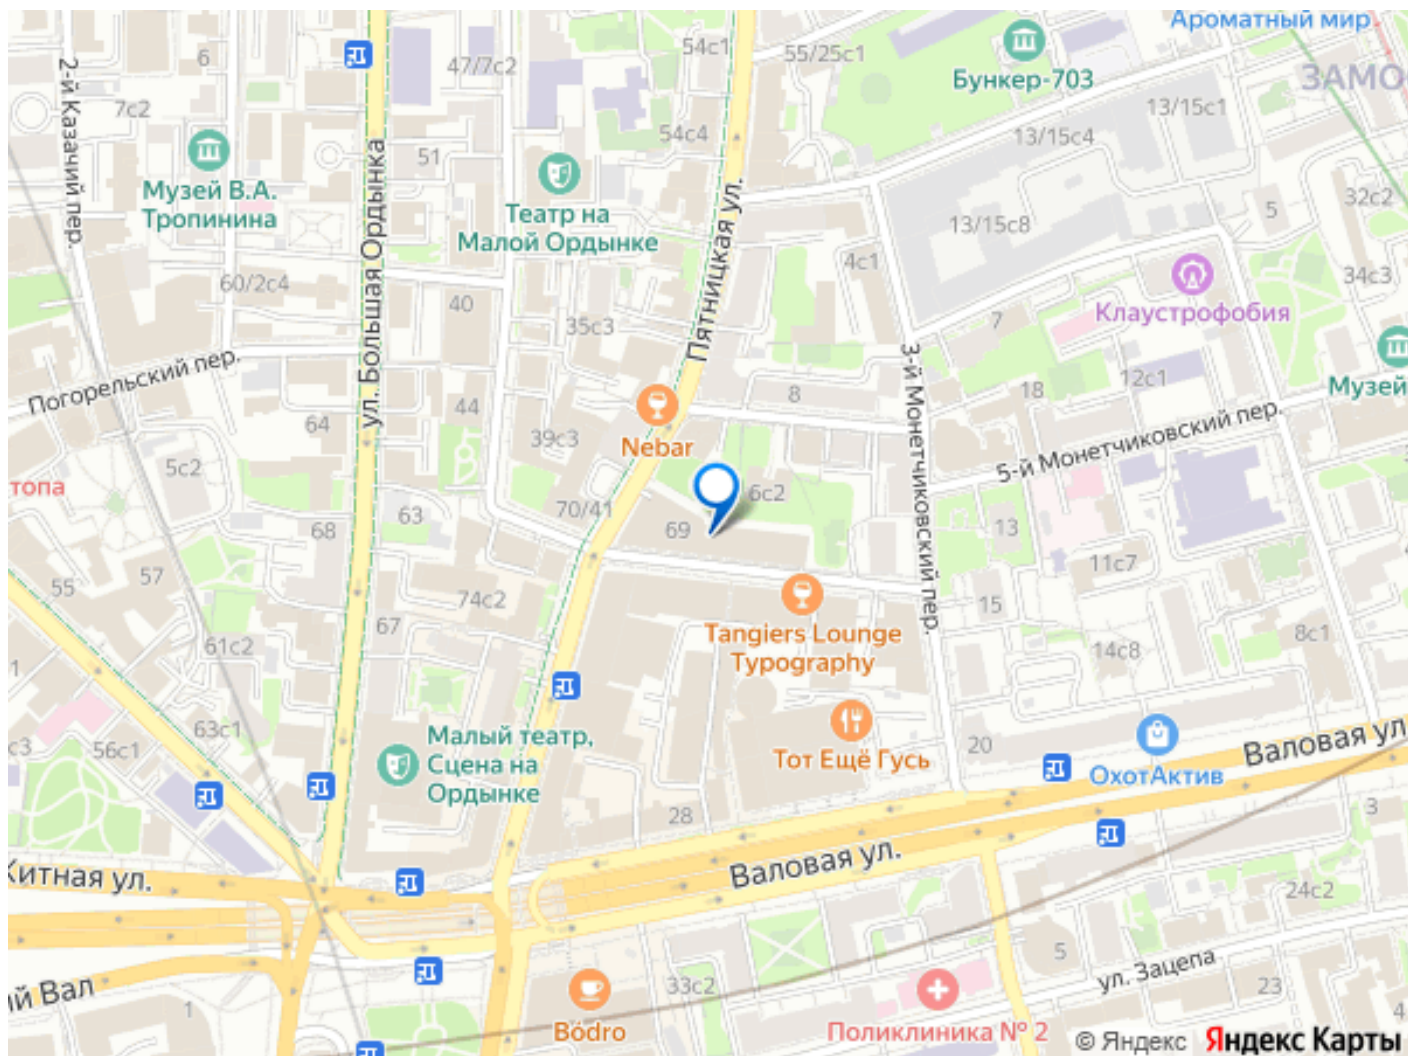 Ароматный мир
54с1
55/25с1
6
47/7с2
Бункер-703
ЗАМО
2-й Казачий пер.
7с2
13/15с1
54с4
13/15с4
51
Музей В.А.
Тропинина
ул. Большая Ордынка
Театр на
Малой Ордынке
Пятницкая ул.
32с2
5
13/15с8
4с1
34с3
60/2с4
40
Клаустрофобия
35с3
7
3-й Монетчиковский пер.
Погорельский пер.
12с1
18
Музей
8
44
64
39с3
Nebar
5-й Монетчиковский пер.
5с2
топа
6с2
70/41
63
68
69
13
11с7
55
57
74с2
15
67
Tangiers Lounge
Typography
8с1
61с2
14с8
1
63с1
с3
56с1
Малый театр,
Сцена на
Ордынке
Тот Ещё Гусь
20
ОхотАктив
Валовая ул
28
3
Житная ул.
Валовая ул.
24с2
5
ул. Зацепа
33с2
ий Вал
1
23
4
Bödro
Поликлиника № 2
© Яндекс Яндекс Карты